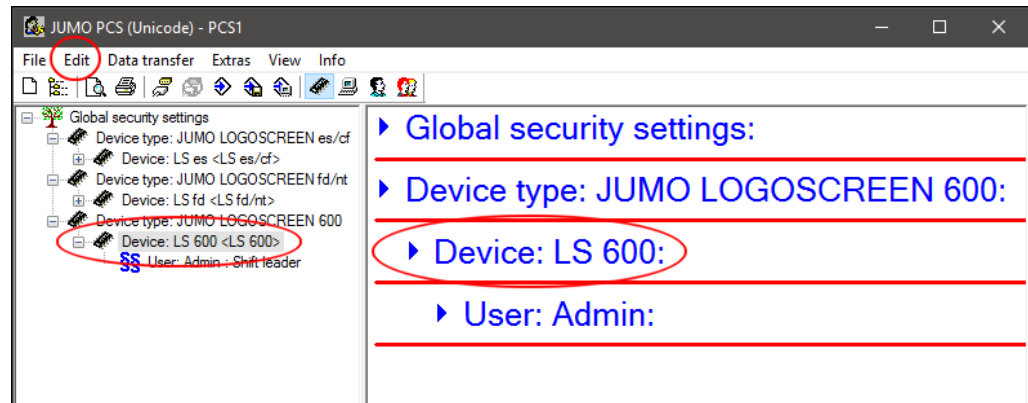 JUMO PCS (Unicode) - PCS1
File Edit Data transfer Extras View Info
Global security settings
Device type: JUMO LOGOSCREEN es/cf
Device: LS es <LS es/cf>
Device type: JUMO LOGOSCREEN fd/nt
Device: LS fd <LS fd/nt>
Device type: JUMO LOGOSCREEN 600
Device: LS 600 <LS 600>
§§ User: Admin : Shift leader
Global security settings:
Device type: JUMO LOGOSCREEN 600:
Device: LS 600:
User: Admin: